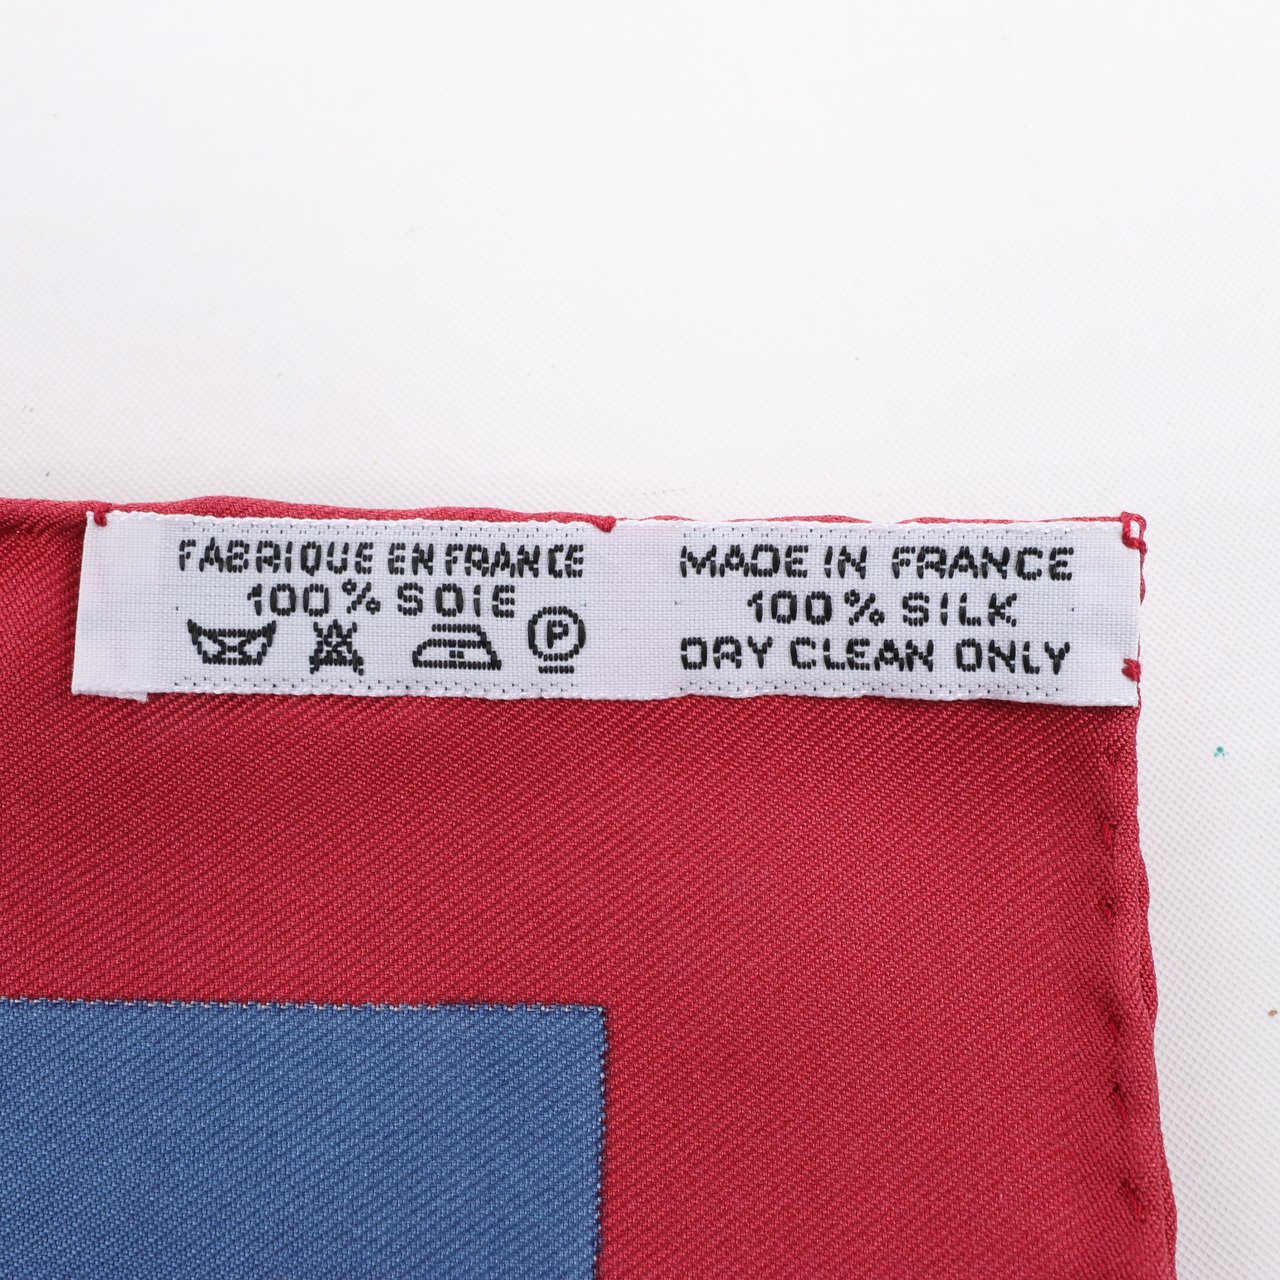 FABRIQUE EN FRANCE
100% SOIE
P
MADE IN FRANCE
100% SILK
DRY CLEAN ONLY